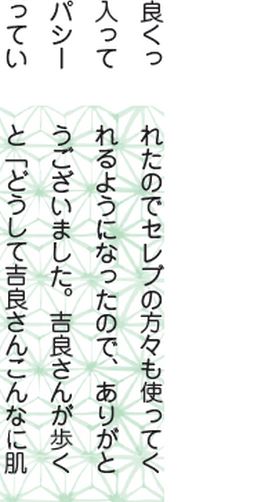 良くっ
入って
パシー
ってい
れたのでセレブの方々も使ってく
れるようになったので、ありがと
うございました。吉良さんが歩く
と「どうして吉良さんこんなに肌